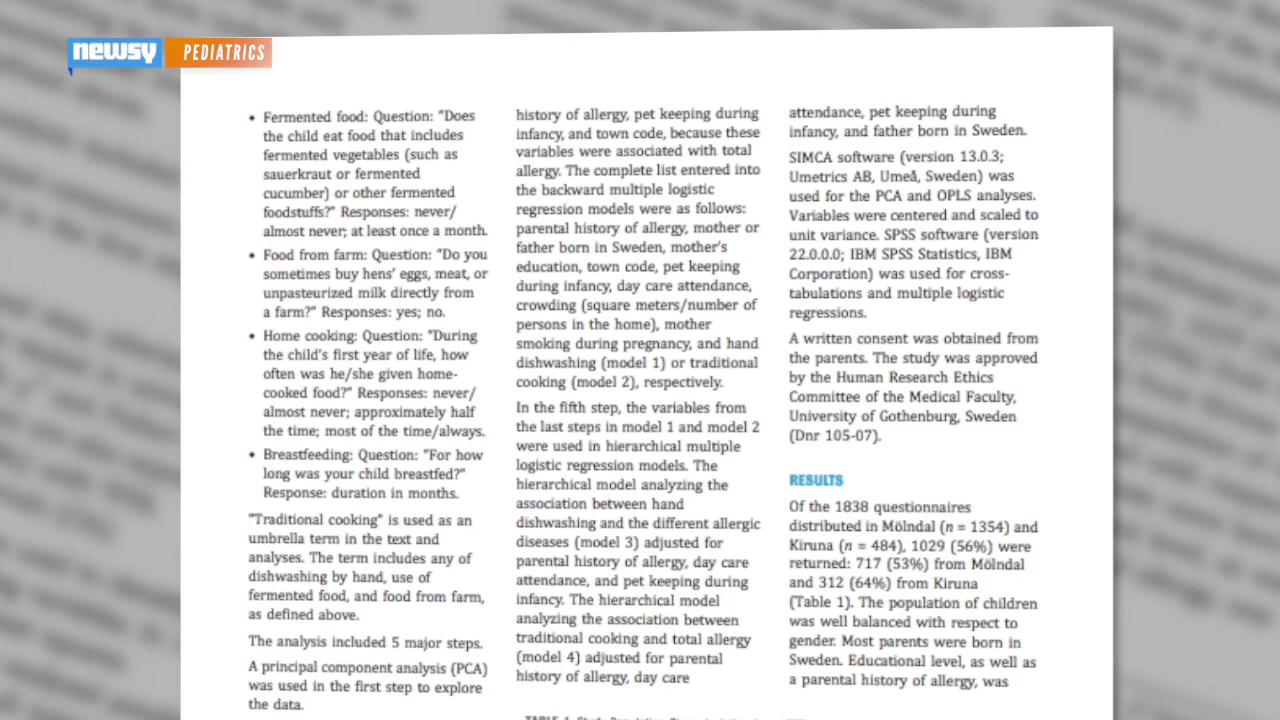 newsy
PEDIATRICS
• Fermented food: Question: “Does
the child eat food that includes
fermented vegetables (such as
sauerkraut or fermented
cucumber) or other fermented
foodstuffs?” Responses: never/
almost never; at least once a month.
• Food from farm: Question: “Do you
sometimes buy hens’ eggs, meat, or
unpasteurized milk directly from
a farm?” Responses: yes; no.
• Home cooking: Question: “During
the child’s first year of life, how
often was he/she given home-
cooked food?” Responses: never/
almost never; approximately half
the time; most of the time/always.
• Breastfeeding: Question: “For how
long was your child breastfed?”
Response: duration in months.
“Traditional cooking” is used as an
umbrella term in the text and
analyses. The term includes any of
dishwashing by hand, use of
fermented food, and food from farm,
as defined above.
The analysis included 5 major steps.
A principal component analysis (PCA)
was used in the first step to explore
the data.
history of allergy, pet keeping during
infancy, and town code, because these
variables were associated with total
allergy. The complete list entered into
the backward multiple logistic
regression models were as follows:
parental history of allergy, mother or
father born in Sweden, mother’s
education, town code, pet keeping
during infancy, day care attendance,
crowding (square meters/number of
persons in the home), mother
smoking during pregnancy, and hand
dishwashing (model 1) or traditional
cooking (model 2), respectively.
In the fifth step, the variables from
the last steps in model 1 and model 2
were used in hierarchical multiple
logistic regression models. The
hierarchical model analyzing the
association between hand
dishwashing and the different allergic
diseases (model 3) adjusted for
parental history of allergy, day care
attendance, and pet keeping during
infancy. The hierarchical model
analyzing the association between
traditional cooking and total allergy
(model 4) adjusted for parental
history of allergy, day care
attendance, pet keeping during
infancy, and father born in Sweden.
SIMCA software (version 13.0.3;
Umetrics AB, Umeå, Sweden) was
used for the PCA and OPLS analyses.
Variables were centered and scaled to
unit variance. SPSS software (version
22.0.0.0; IBM SPSS Statistics, IBM
Corporation) was used for cross-
tabulations and multiple logistic
regressions.
A written consent was obtained from
the parents. The study was approved
by the Human Research Ethics
Committee of the Medical Faculty,
University of Gothenburg, Sweden
(Dnr 105-07).
RESULTS
Of the 1838 questionnaires
distributed in Mölndal (n = 1354) and
Kiruna (n = 484), 1029 (56%) were
returned: 717 (53%) from Mölndal
and 312 (64%) from Kiruna
(Table 1). The population of children
was well balanced with respect to
gender. Most parents were born in
Sweden. Educational level, as well as
a parental history of allergy, was